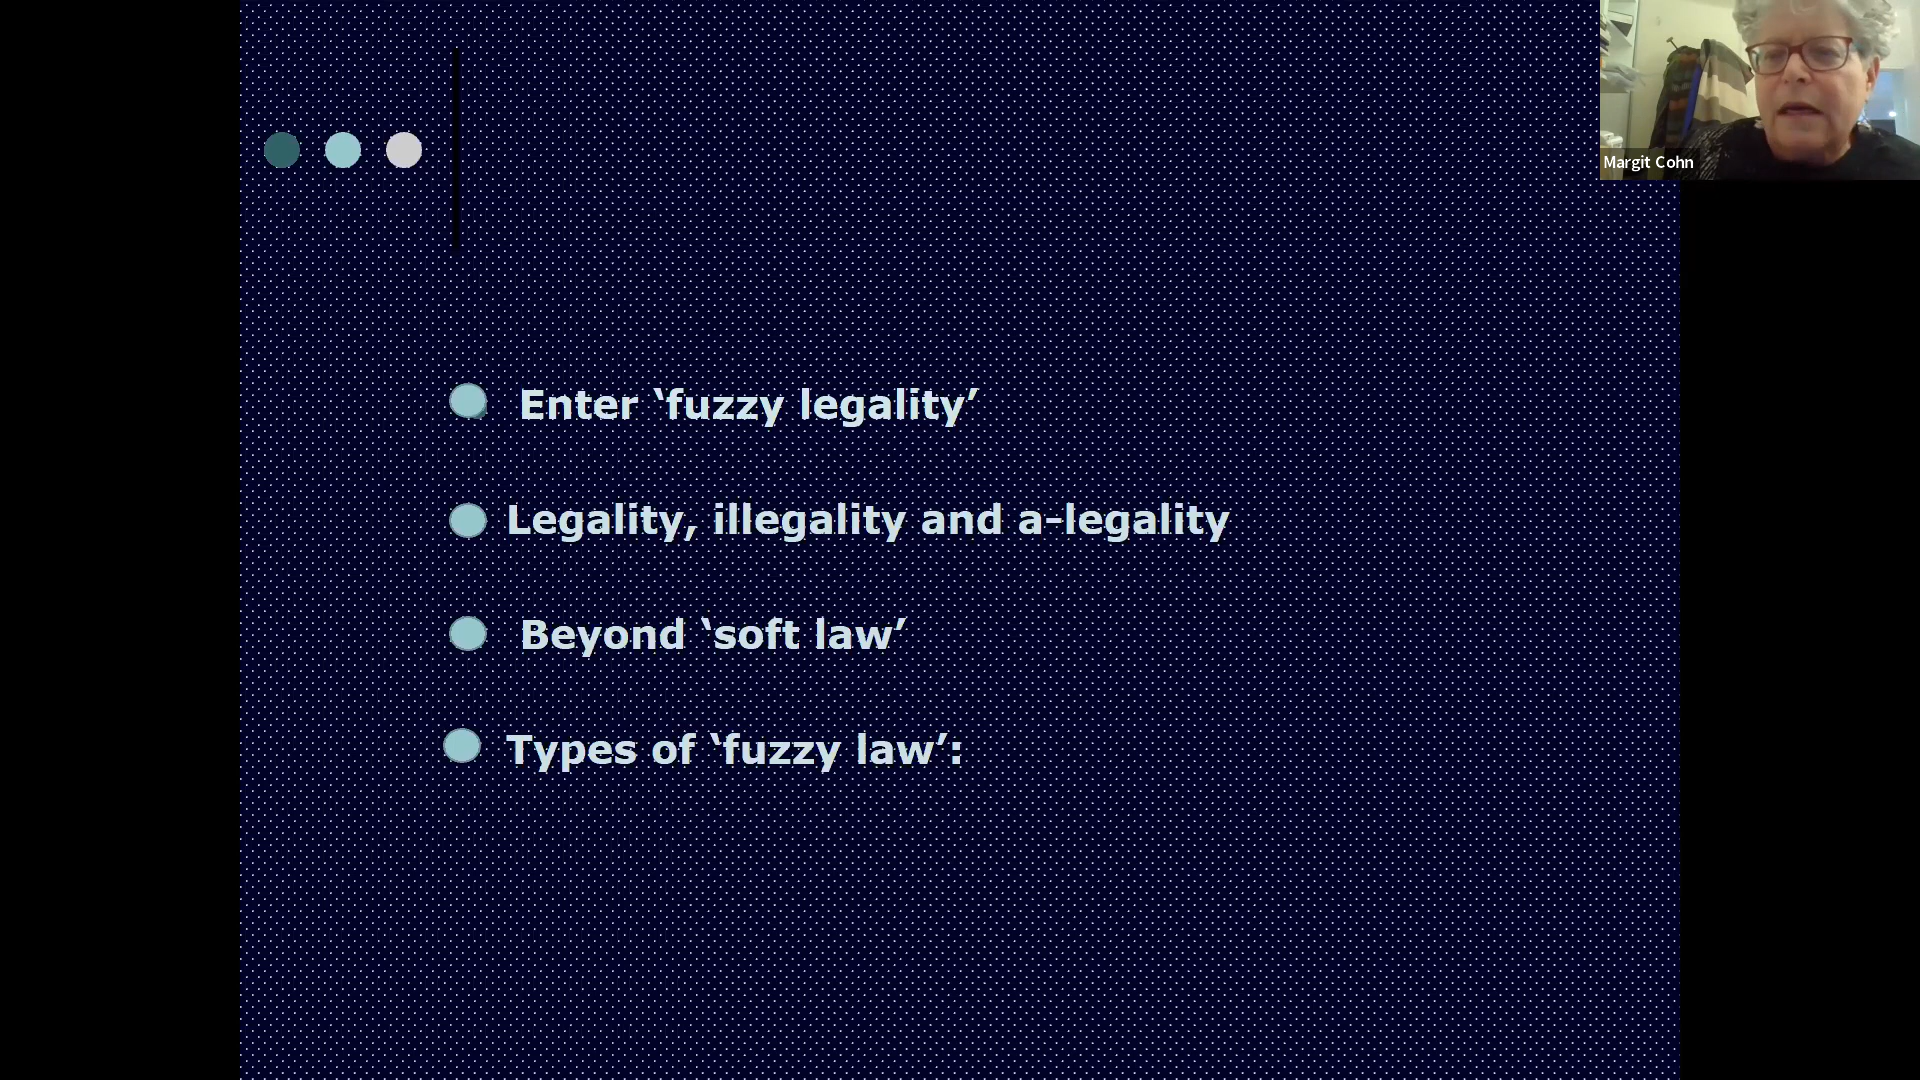 Margit Cohn
Enter ‘fuzzy legality’
Legality, illegality and a-legality
Beyond ‘soft law’
Types of ‘fuzzy law’: